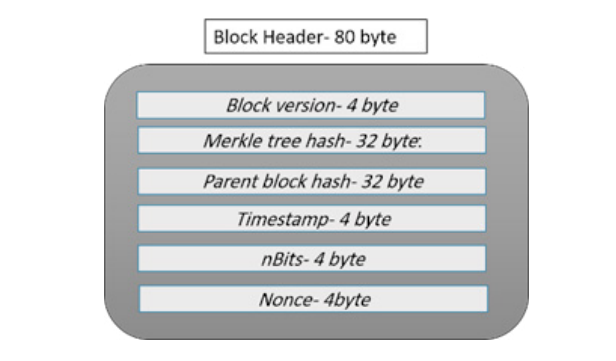 Block Header- 80 byte
Block version- 4 byte
Merkle tree hash- 32 byte:
Parent block hash- 32 byte
Timestamp- 4 byte
nBits- 4 byte
Nonce- 4byte